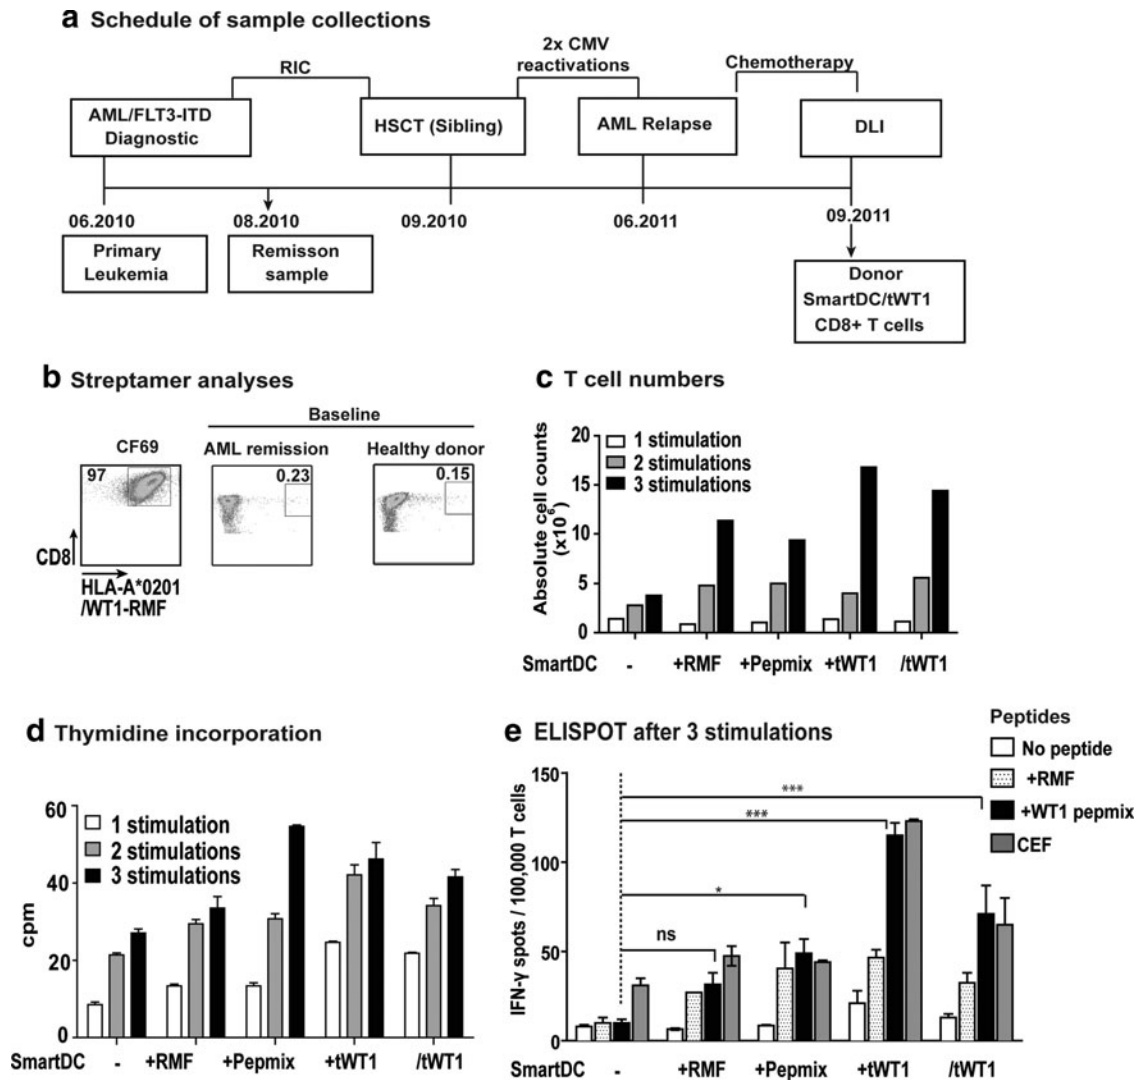 a Schedule of sample collections
RIC
2x CMV
reactivations
Chemotherapy
AML/FLT3-ITD
Diagnostic
HSCT (Sibling)
AML Relapse
DLI
06.2010
08.2010
09.2010
06.2011
09.2011
Primary
Leukemia
Remisson
sample
Donor
SmartDC/tWT1
CD8+ T cells
b Streptamer analyses
Baseline
CF69
AML remission
Healthy donor
97
0.23
0.15
CD8
HLA-A*0201
/WT1-RMF
c T cell numbers
1 stimulation
2 stimulations
3 stimulations
Absolute cell counts
(x10⁶)
20
15
10
5
0
SmartDC - +RMF +Pepmix +tWT1 /tWT1
d Thymidine incorporation
1 stimulation
2 stimulations
3 stimulations
cpm
60
40
20
0
SmartDC - +RMF +Pepmix +tWT1 /tWT1
e ELISPOT after 3 stimulations
Peptides
No peptide
+RMF
+WT1 pepmix
CEF
IFN-γ spots / 100,000 T cells
150
100
50
0
***
***
*
ns
SmartDC - +RMF +Pepmix +tWT1 /tWT1